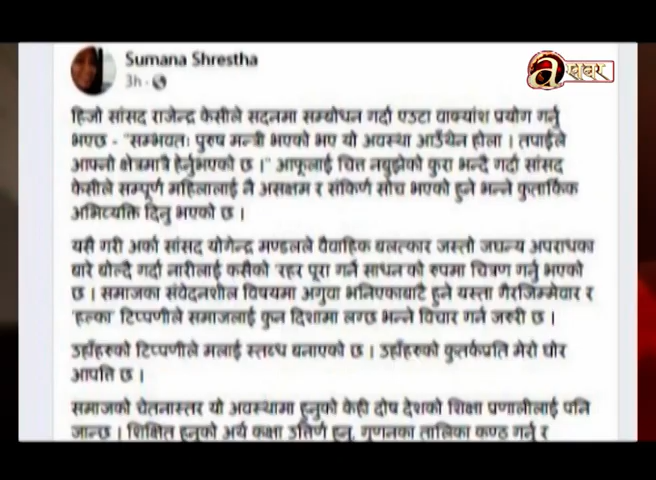 Sumana Shrestha
3h
a खबर
हिजो सांसद राजेन्द्र केसीले सदनमा सम्बोधन गर्दा एउटा वाक्यांश प्रयोग गर्नु
भएछ - "सम्भवतः पुरुष मन्त्री भएको भए यो अवस्था आउँथेन होला । तपाईंले
आफ्नो क्षेत्रमात्रै हेर्नुभएको छ ।" आफूलाई चित्त नबुझेको कुरा भन्दै गर्दा सांसद
केसीले सम्पूर्ण महिलालाई नै असक्षम र संकिर्ण सोच भएको हुने भन्ने कुतार्किक
अभिव्यक्ति दिनु भएको छ ।
यसै गरी अर्का सांसद योगेन्द्र मण्डलले वैवाहिक बलत्कार जस्तो जघन्य अपराधका
बारे बोल्दै गर्दा नारीलाई कसैको 'रहर पूरा गर्ने साधन'को रुपमा चित्रण गर्नु भएको
छ । समाजका संवेदनशील विषयमा अगुवा भनिएकाबाटै हुने यस्ता गैरजिम्मेवार र
'हल्का' टिप्पणीले समाजलाई कुन दिशामा लग्छ भन्ने विचार गर्न जरुरी छ ।
उहाँहरुको टिप्पणीले मलाई स्तब्ध बनाएको छ । उहाँहरुको कुतर्कप्रति मेरो घोर
आपत्ति छ ।
समाजको चेतनास्तर यो अवस्थामा हुनुको केही दोष देशको शिक्षा प्रणालीलाई पनि
जान्छ । शिक्षित हुनुको अर्थ कक्षा उत्तिर्ण हुनु, गुणनका तालिका कण्ठ गर्नु र